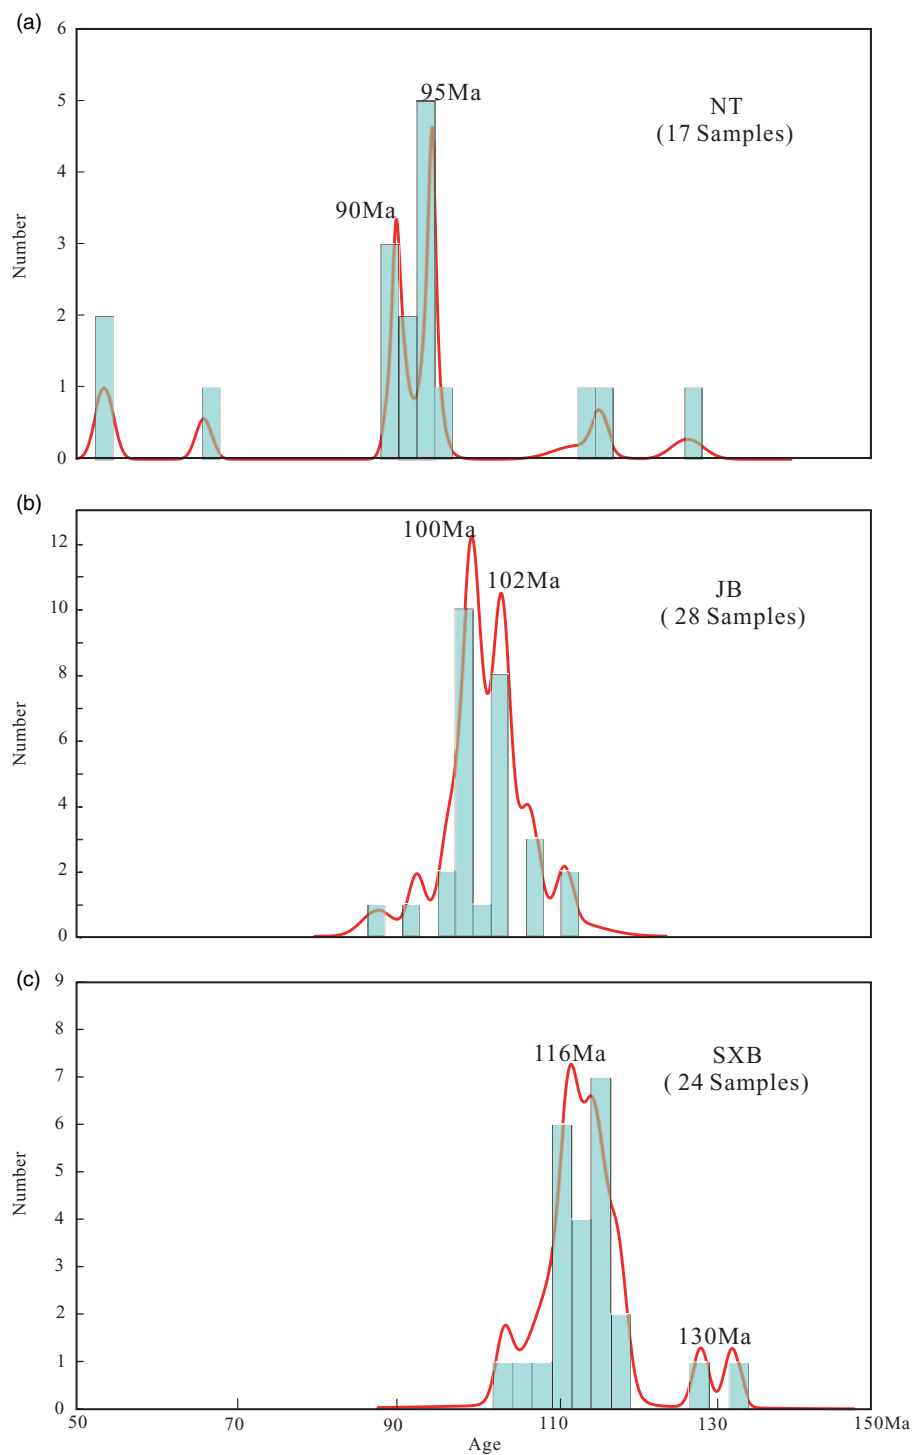 (a)
6
5
4
3
2
1
0
Number
90Ma
95Ma
NT
(17 Samples)
(b)
12
10
8
6
4
2
0
Number
100Ma
102Ma
JB
( 28 Samples)
(c)
9
8
7
6
5
4
3
2
1
0
Number
116Ma
130Ma
SXB
( 24 Samples)
50
70
90
110
130
150Ma
Age